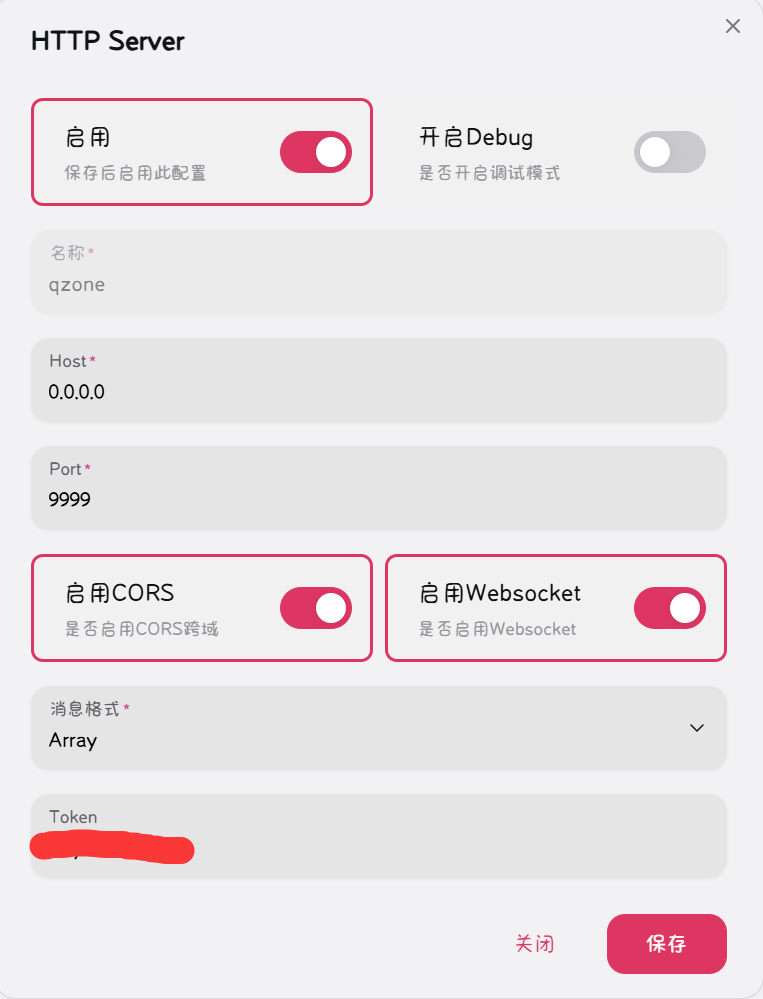 HTTP Server
启用
保存后启用此配置
开启Debug
是否开启调试模式
名称*
qzone
Host*
0.0.0.0
Port*
9999
启用CORS
是否启用CORS跨域
启用Websocket
是否启用Websocket
消息格式*
Array
Token
关闭
保存